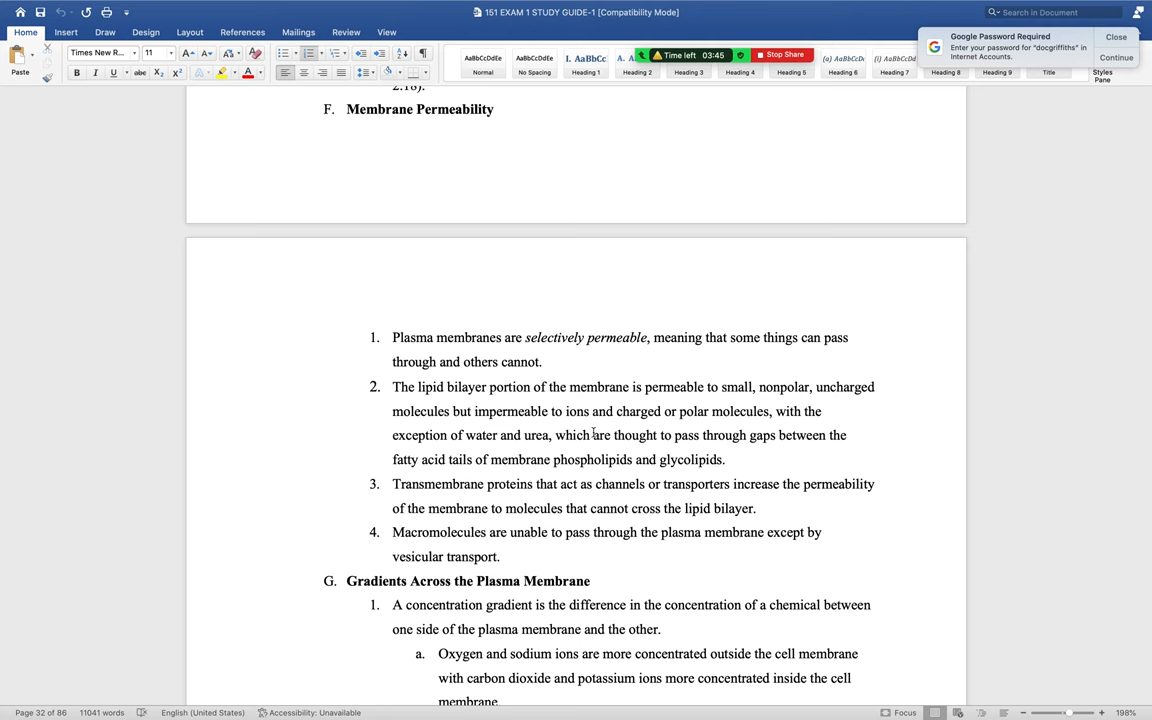 151 EXAM 1 STUDY GUIDE-1 [Compatibility Mode]
Search in Document
Home Insert Draw Design Layout References Mailings Review View
Google Password Required
Enter your password for "docgriffiths" in
Internet Accounts.
Close
Continue
Paste
Times New R... 11
Time left 03:45 Stop Share
AaBbCcDdEe AaBbCcDdEe I. AaBbCc A. A (a) AaBbCcDc (i) AaBbCcDd
Normal No Spacing Heading 1 Heading 2 Heading 3 Heading 4 Heading 5 Heading 6 Heading 7 Heading 8 Heading 9 Title
Styles
Pane
2.18).
F. Membrane Permeability
1. Plasma membranes are selectively permeable, meaning that some things can pass
through and others cannot.
2. The lipid bilayer portion of the membrane is permeable to small, nonpolar, uncharged
molecules but impermeable to ions and charged or polar molecules, with the
exception of water and urea, which are thought to pass through gaps between the
fatty acid tails of membrane phospholipids and glycolipids.
3. Transmembrane proteins that act as channels or transporters increase the permeability
of the membrane to molecules that cannot cross the lipid bilayer.
4. Macromolecules are unable to pass through the plasma membrane except by
vesicular transport.
G. Gradients Across the Plasma Membrane
1. A concentration gradient is the difference in the concentration of a chemical between
one side of the plasma membrane and the other.
a. Oxygen and sodium ions are more concentrated outside the cell membrane
with carbon dioxide and potassium ions more concentrated inside the cell
membrane
Page 32 of 86 11041 words English (United States) Accessibility: Unavailable Focus 198%